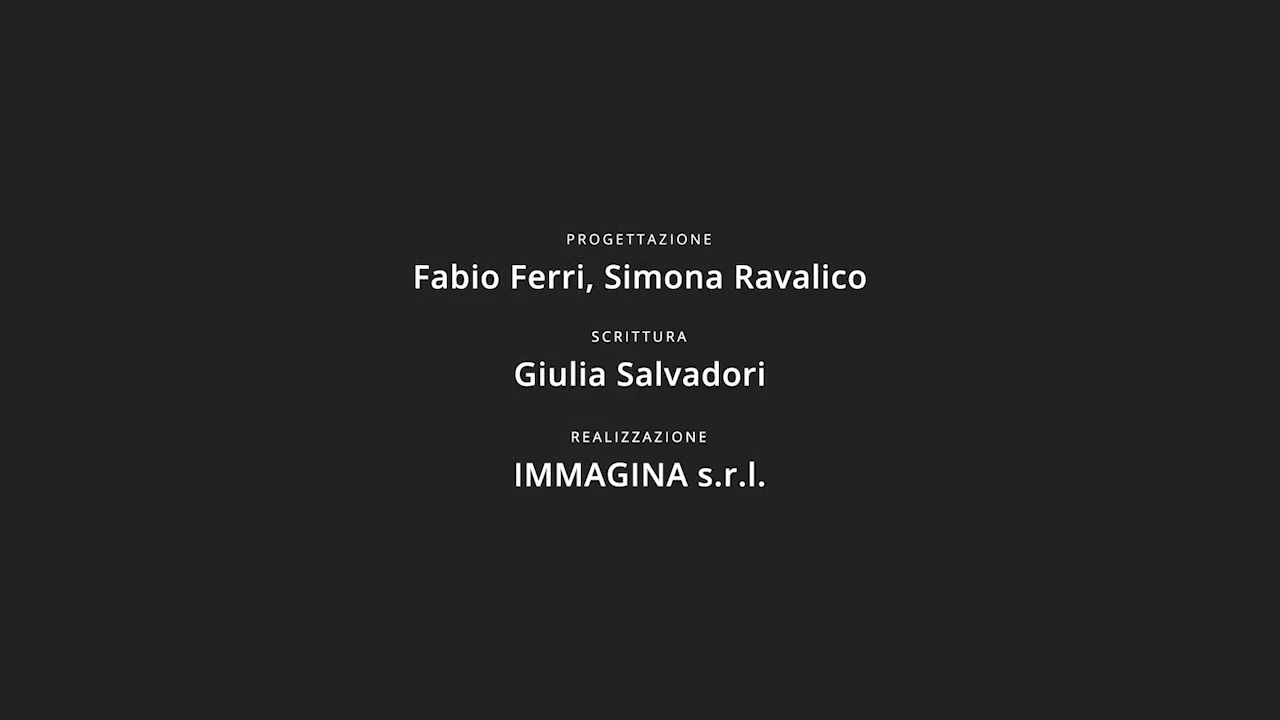 PROGETTAZIONE
Fabio Ferri, Simona Ravalico
SCRITTURA
Giulia Salvadori
REALIZZAZIONE
IMMAGINA s.r.l.